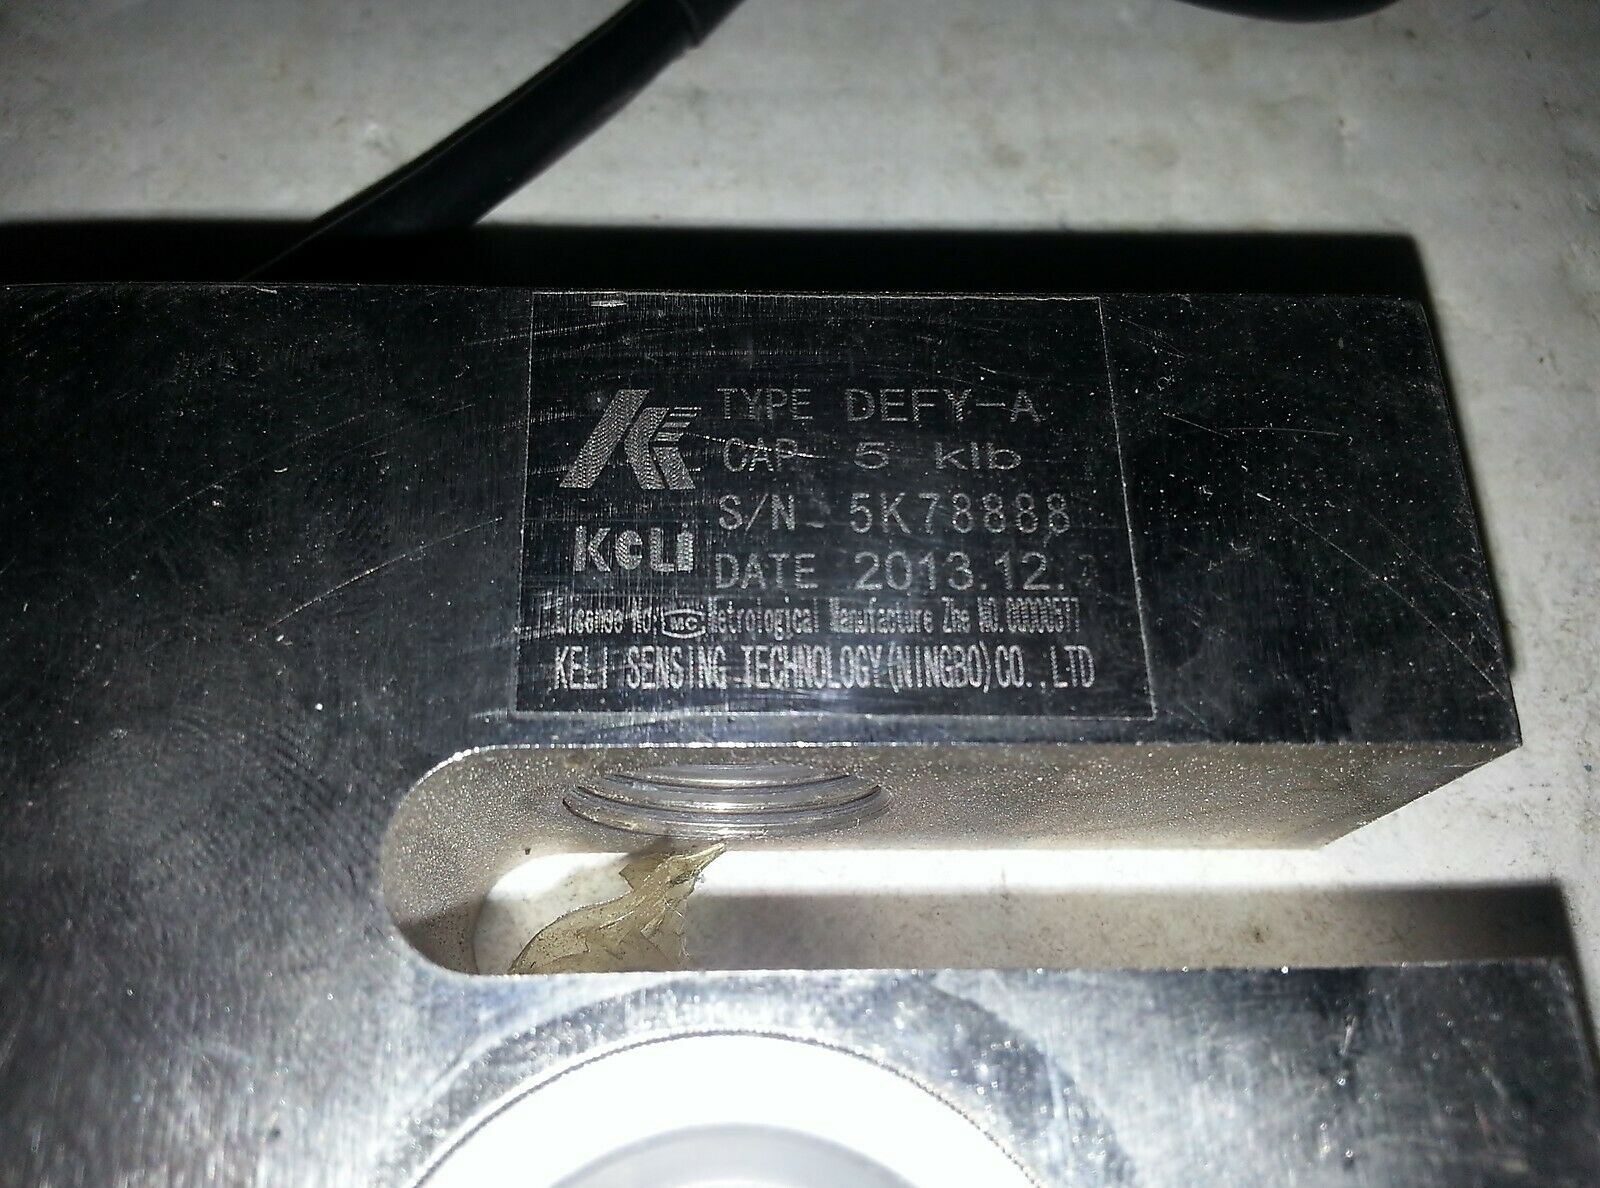 TYPE DEFY-A
CAP 5 klb
S/N 5K78888
KELI
DATE 2013.12.
License No: MC Metrological Manufacture Zhe NO.
KELI SENSING TECHNOLOGY(NINGBO)CO.,LTD